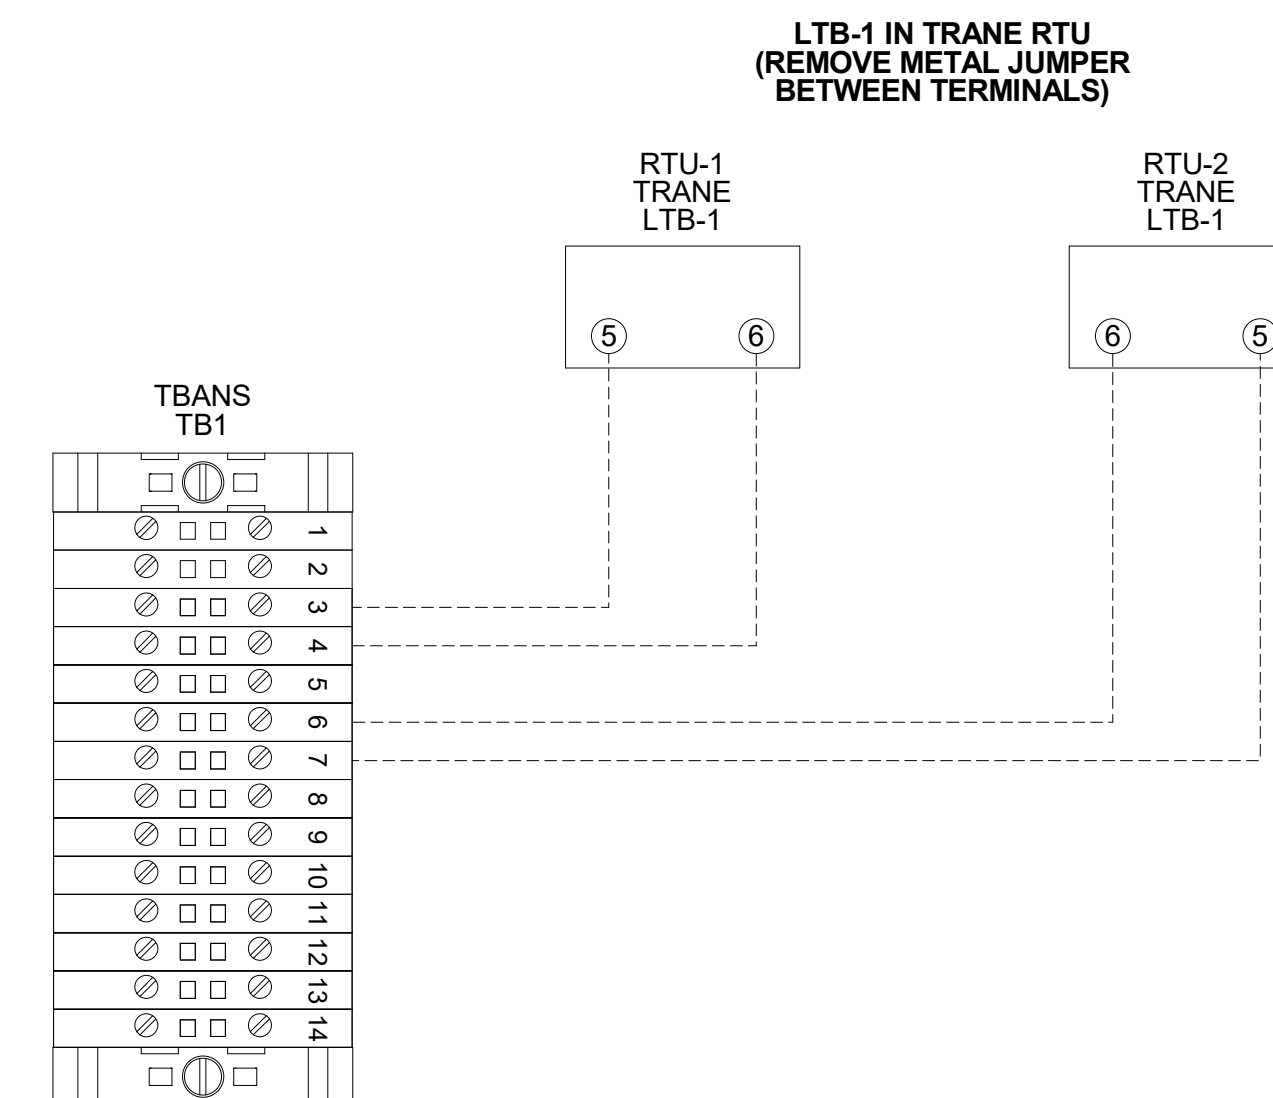 LTB-1 IN TRANE RTU
(REMOVE METAL JUMPER
BETWEEN TERMINALS)
RTU-1
TRANE
LTB-1
RTU-2
TRANE
LTB-1
5
6
6
5
TBANS
TB1
1
2
3
4
5
6
7
8
9
10
11
12
13
14